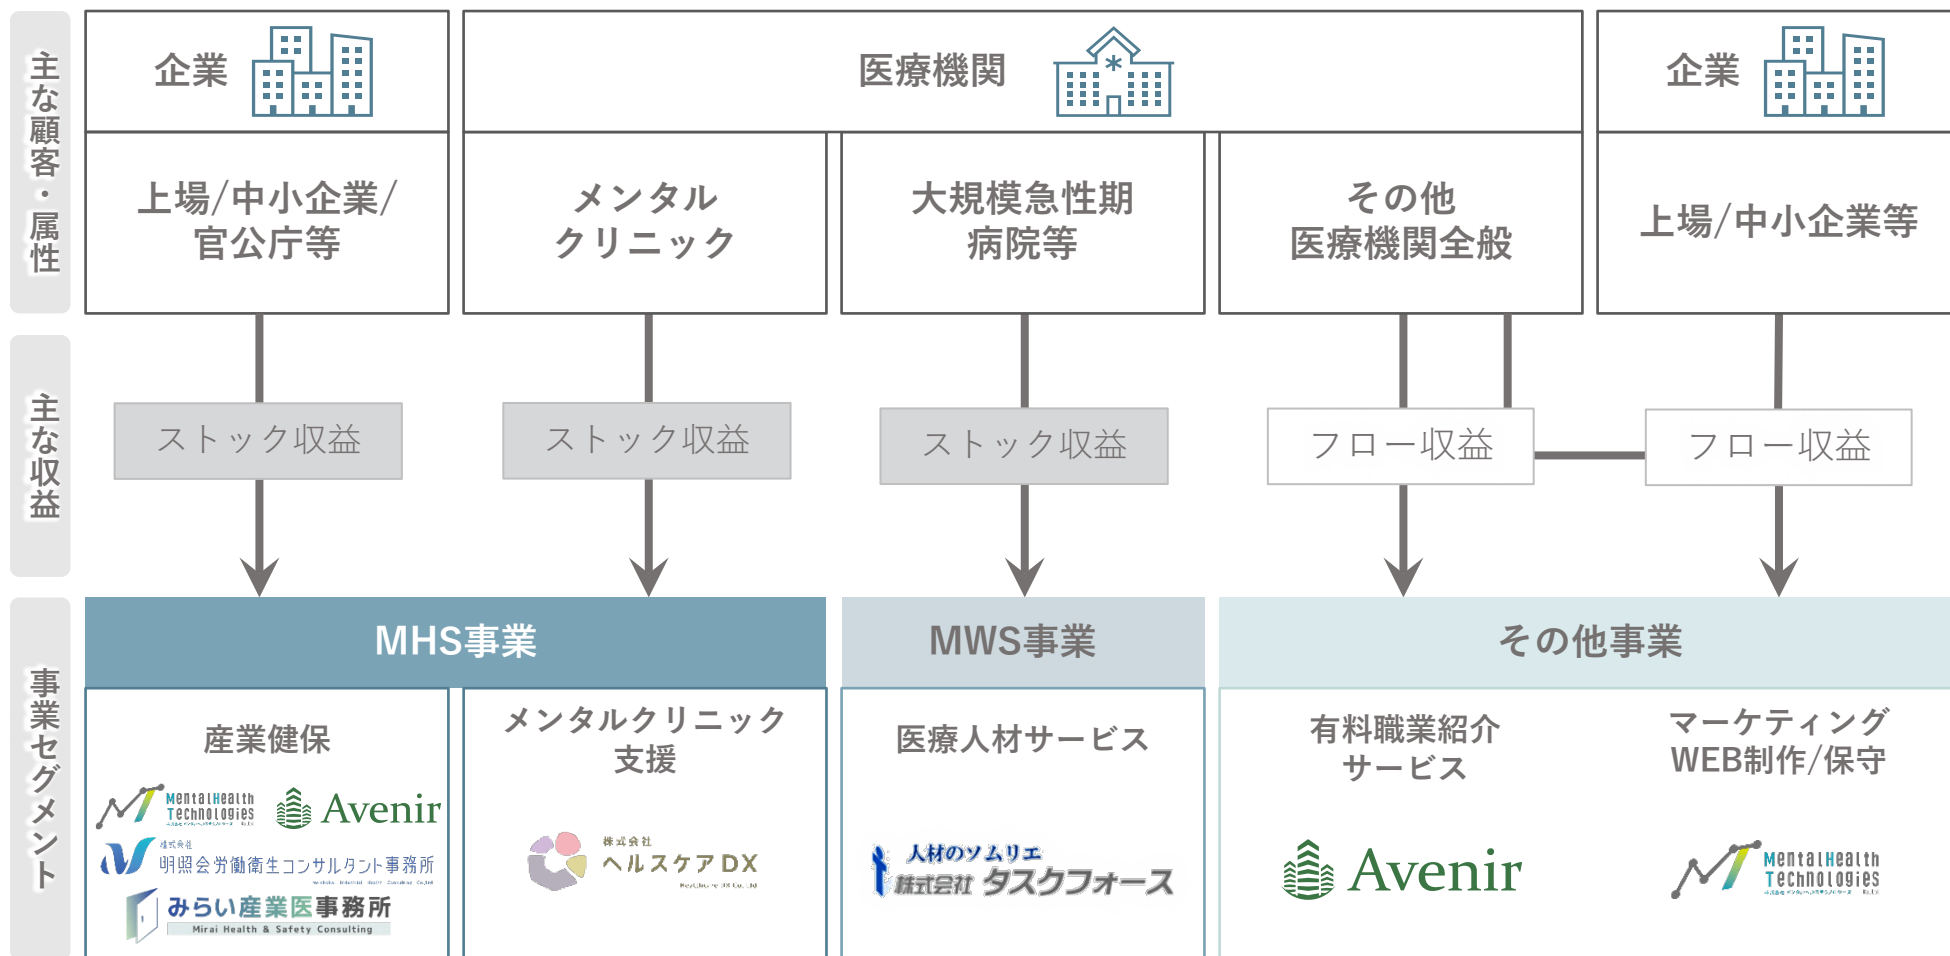 主な顧客・属性
企業
医療機関
企業
上場/中小企業/
官公庁等
メンタル
クリニック
大規模急性期
病院等
その他
医療機関全般
上場/中小企業等
主な収益
ストック収益
ストック収益
ストック収益
フロー収益
フロー収益
事業セグメント
MHS事業
MWS事業
その他事業
産業健保
MentalHealth
Technologies
Avenir
株式会社
明照会労働衛生コンサルタント事務所
みらい産業医事務所
Mirai Health & Safety Consulting
メンタルクリニック
支援
株式会社
ヘルスケアDX
Healthcare DX Co., Ltd
医療人材サービス
人材のソムリエ
株式会社 タスクフォース
有料職業紹介
サービス
Avenir
マーケティング
WEB制作/保守
MentalHealth
Technologies